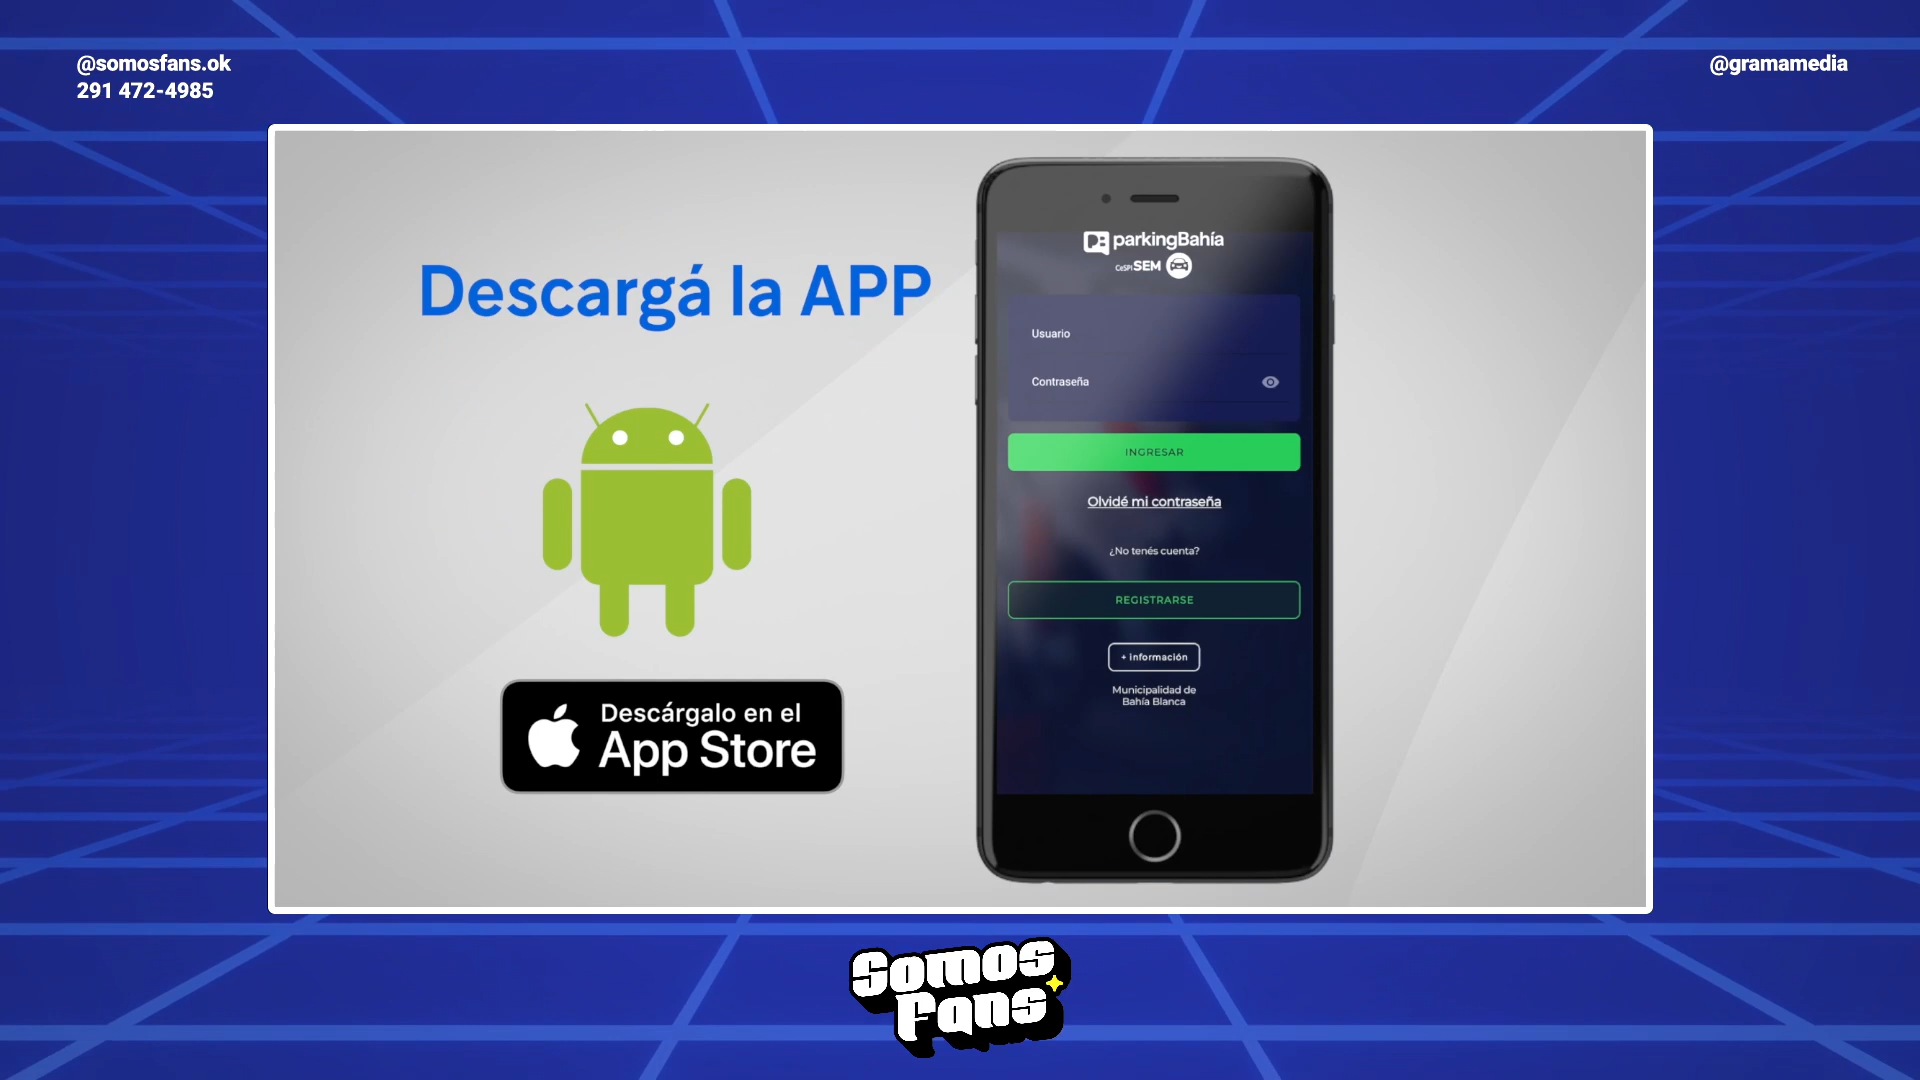 @somosfans.ok
291 472-4985
@gramamedia
Descargá la APP
Descárgalo en el
App Store
parkingBahía
CeSPI SEM
Usuario
Contraseña
INGRESAR
Olvidé mi contraseña
¿No tenés cuenta?
REGISTRARSE
+ información
Municipalidad de
Bahía Blanca
Somos
Fans